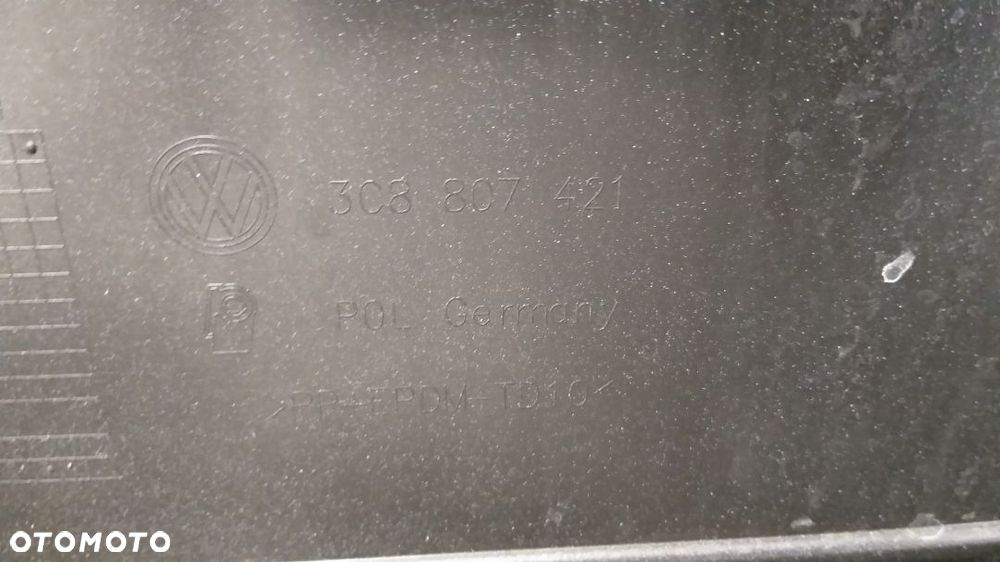 3C8 807 421
POL Germany
>PP+EPDM-TD10<
OTOMOTO